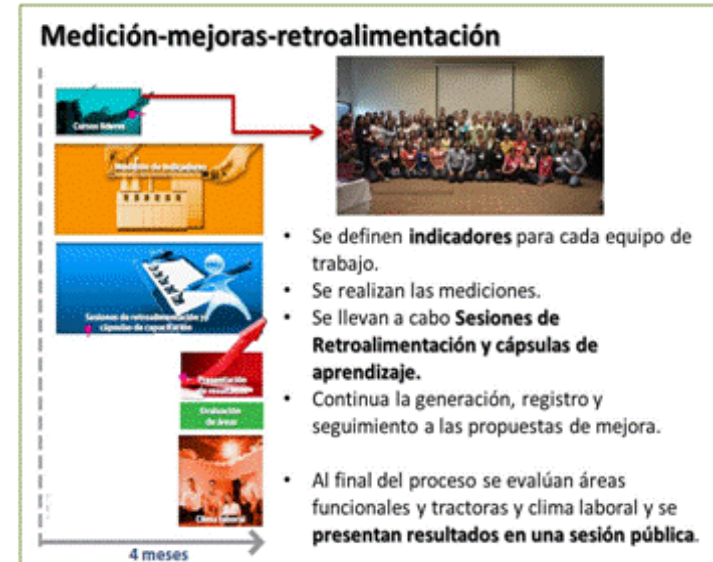 Medición-mejoras-retroalimentación
Cursos líderes
Medición de indicadores
Sesiones de retroalimentación y
cápsulas de capacitación
Presentación
de resultados
Evaluación
de áreas
Clima laboral
4 meses
• Se definen indicadores para cada equipo de
trabajo.
• Se realizan las mediciones.
• Se llevan a cabo Sesiones de
Retroalimentación y cápsulas de
aprendizaje.
• Continua la generación, registro y
seguimiento a las propuestas de mejora.
• Al final del proceso se evalúan áreas
funcionales y tractoras y clima laboral y se
presentan resultados en una sesión pública.